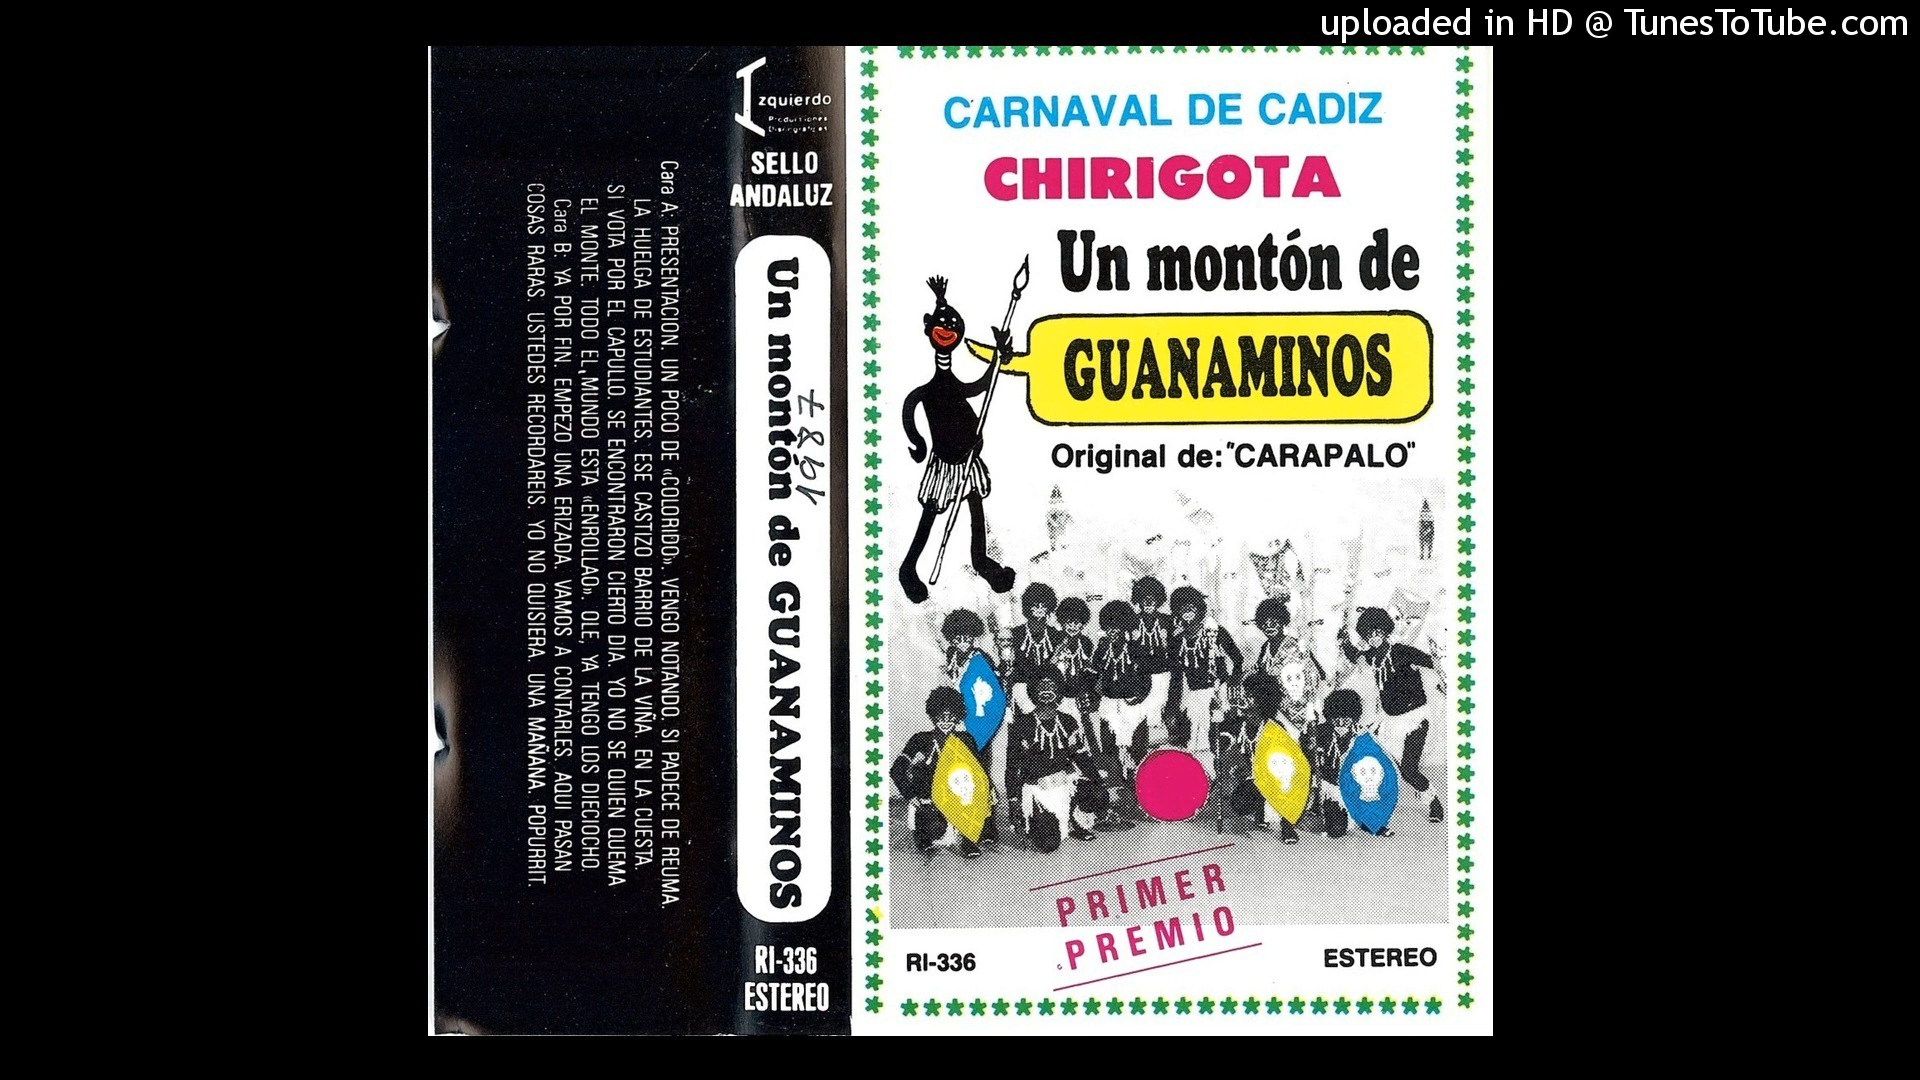 uploaded in HD @ TunesToTube.com
Izquierdo
Producciones
Discográficas
SELLO
ANDALUZ
Un montón de GUANAMINOS
1987
RI-336
ESTEREO
Cara A: PRESENTACION. UN POCO DE «COLORIDO». VENGO NOTANDO. SI PADECE DE REUMA.
LA HUELGA DE ESTUDIANTES. ESE CASTIZO BARRIO DE LA VIÑA. EN LA CUESTA.
SI VOTA POR EL CAPULLO. SE ENCONTRARON CIERTO DIA. YO NO SE QUIEN QUEMA
EL MONTE. TODO EL MUNDO ESTA «ENROLLAO». OLE, YA TENGO LOS DIECIOCHO.
Cara B: YA POR FIN. EMPEZO UNA ERIZADA. VAMOS A CONTARLES. AQUI PASAN
COSAS RARAS. USTEDES RECORDAREIS. YO NO QUISIERA. UNA MAÑANA. POPURRIT.
CARNAVAL DE CADIZ
CHIRIGOTA
Un montón de
GUANAMINOS
Original de: "CARAPALO"
PRIMER
PREMIO
RI-336
ESTEREO